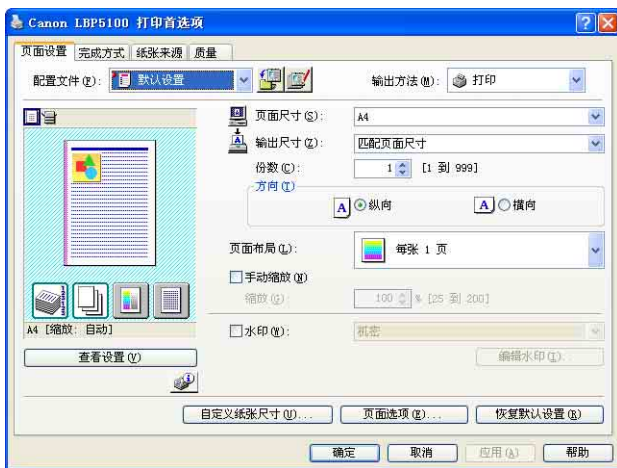 Canon LBP5100 打印首选项
页面设置 完成方式 纸张来源 质量
配置文件(F): 默认设置 输出方法(M): 打印
页面尺寸(S): A4
输出尺寸(Z): 匹配页面尺寸
份数(C): 1 [1 到 999]
方向(T)
A 纵向 A 横向
页面布局(L): 每张 1 页
手动缩放(N)
缩放(G): 100 % [25 到 200]
A4 [缩放: 自动]
水印(W): 机密
查看设置(V) 编辑水印(I)...
自定义纸张尺寸(U)... 页面选项(E)... 恢复默认设置(R)
确定 取消 应用(A) 帮助